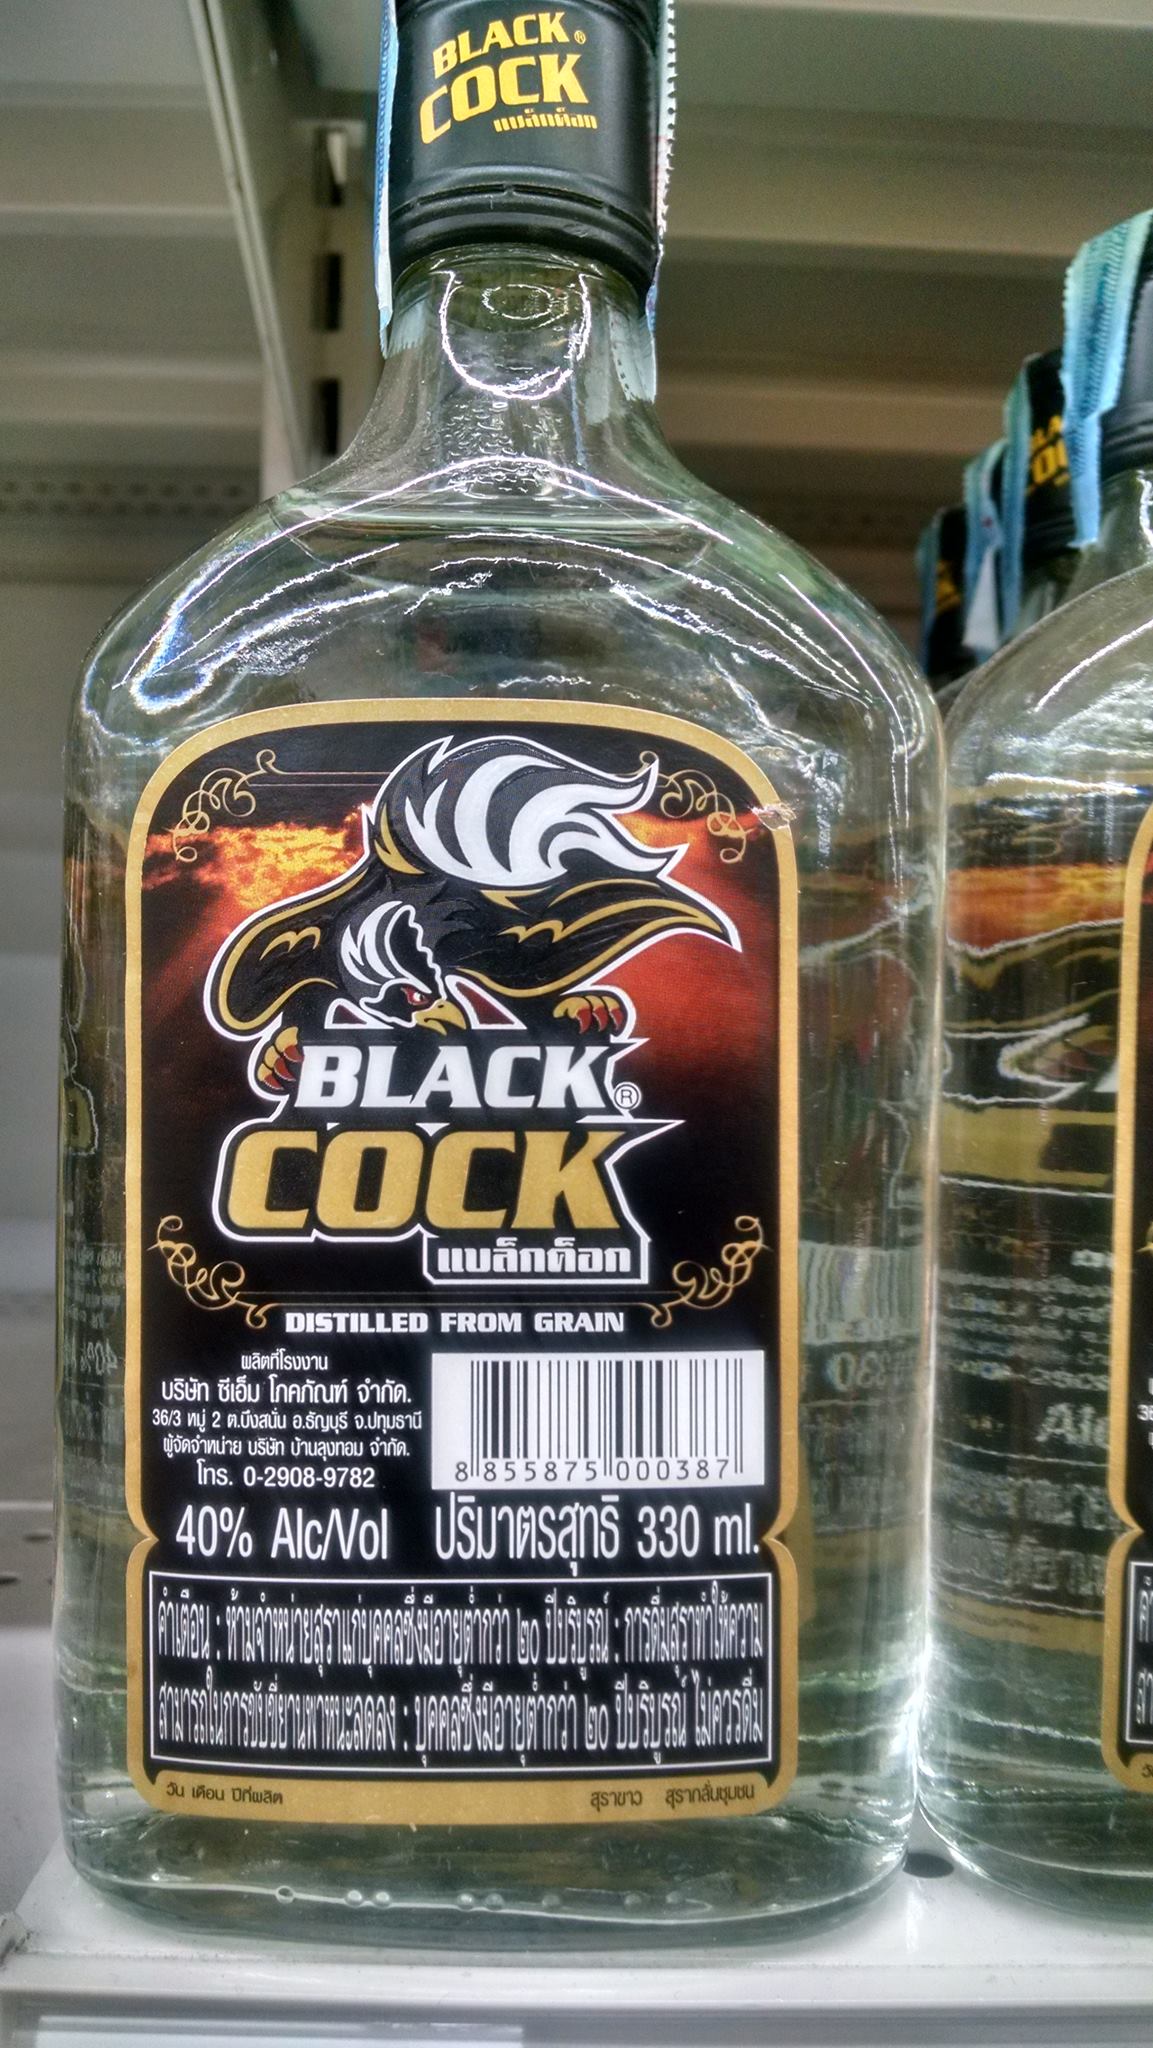 BLACK®
COCK
แบล็กค็อก
BLACK®
COCK
แบล็กค็อก
DISTILLED FROM GRAIN
ผลิตที่โรงงาน
บริษัท ซีเอ็ม โภคภัณฑ์ จำกัด.
36/3 หมู่ 2 ต.บึงสนั่น อ.ธัญบุรี จ.ปทุมธานี
ผู้จัดจำหน่าย บริษัท บ้านลุงทอม จำกัด.
โทร. 0-2908-9782
8 855875 000387
40% Alc/Vol ปริมาตรสุทธิ 330 ml.
คำเตือน : ห้ามจำหน่ายสุราแก่บุคคลซึ่งมีอายุต่ำกว่า ๒๐ ปีบริบูรณ์ : การดื่มสุราทำให้ความ
สามารถในการขับขี่ยานพาหนะลดลง : บุคคลซึ่งมีอายุต่ำกว่า ๒๐ ปีบริบูรณ์ ไม่ควรดื่ม
วัน เดือน ปีที่ผลิต สุราขาว สุรากลั่นชุมชน